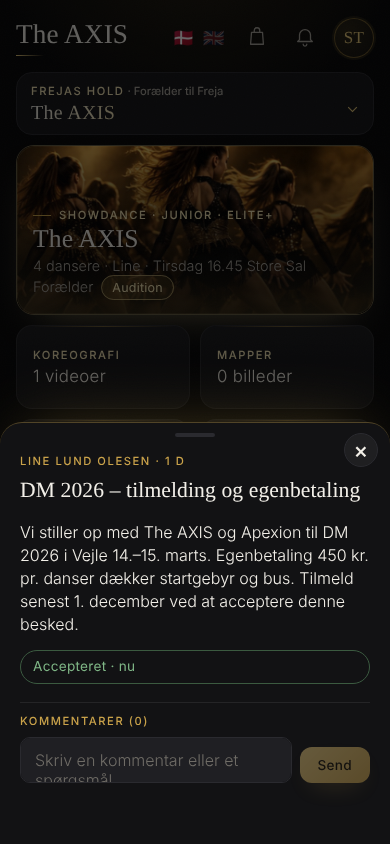 The AXIS
ST
FREJAS HOLD · Forælder til Freja
The AXIS
SHOWDANCE · JUNIOR · ELITE+
The AXIS
4 dansere · Line · Tirsdag 16.45 Store Sal
Forælder Audition
KOREOGRAFI
1 videoer
MAPPER
0 billeder
LINE LUND OLESEN · 1 D
DM 2026 – tilmelding og egenbetaling
Vi stiller op med The AXIS og Apexion til DM
2026 i Vejle 14.–15. marts. Egenbetaling 450 kr.
pr. danser dækker startgebyr og bus. Tilmeld
senest 1. december ved at acceptere denne
besked.
Accepteret · nu
KOMMENTARER (0)
Skriv en kommentar eller et
spørgsmål
Send